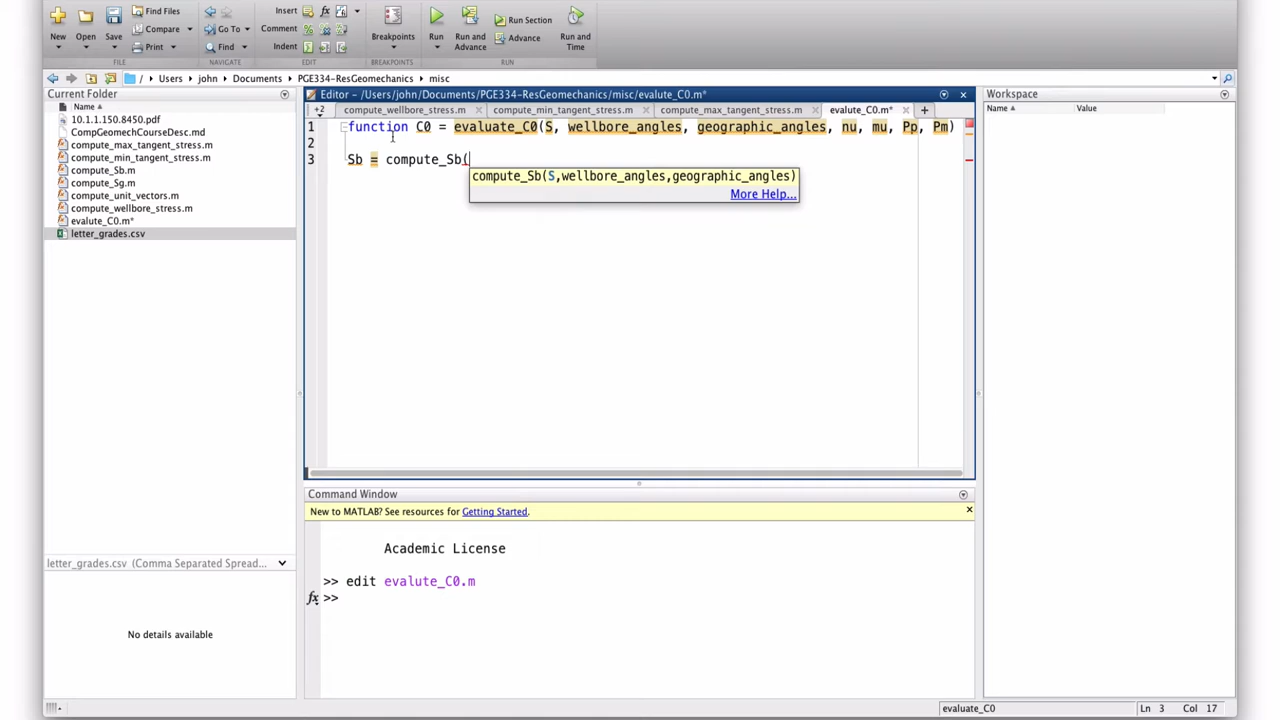 New
Open
Save
Find Files
Compare
Print
FILE
Go To
Find
NAVIGATE
Insert
Comment
Indent
fx
EDIT
Breakpoints
BREAKPOINTS
Run
Run and
Advance
Run Section
Advance
Run and
Time
RUN
/ Users john Documents PGE334-ResGeomechanics misc
Current Folder
Name
10.1.1.150.8450.pdf
CompGeomechCourseDesc.md
compute_max_tangent_stress.m
compute_min_tangent_stress.m
compute_Sb.m
compute_Sg.m
compute_unit_vectors.m
compute_wellbore_stress.m
evalute_C0.m*
letter_grades.csv
letter_grades.csv (Comma Separated Spread...
No details available
Editor - /Users/john/Documents/PGE334-ResGeomechanics/misc/evalute_C0.m*
+2 compute_wellbore_stress.m compute_min_tangent_stress.m compute_max_tangent_stress.m evalute_C0.m*
1 function C0 = evaluate_C0(S, wellbore_angles, geographic_angles, nu, mu, Pp, Pm)
2
3 Sb = compute_Sb(
compute_Sb(S,wellbore_angles,geographic_angles)
More Help...
Command Window
New to MATLAB? See resources for Getting Started.
Academic License
>> edit evalute_C0.m
fx >>
Workspace
Name Value
evaluate_C0 Ln 3 Col 17